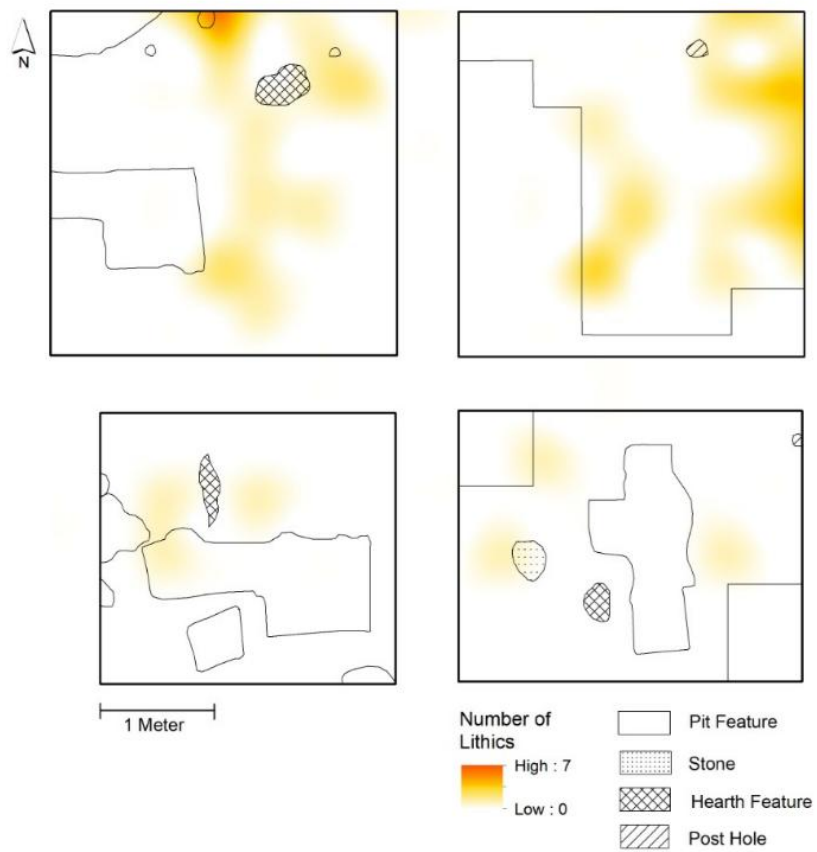 N
1 Meter
Number of
Lithics
High : 7
Low : 0
Pit Feature
Stone
Hearth Feature
Post Hole